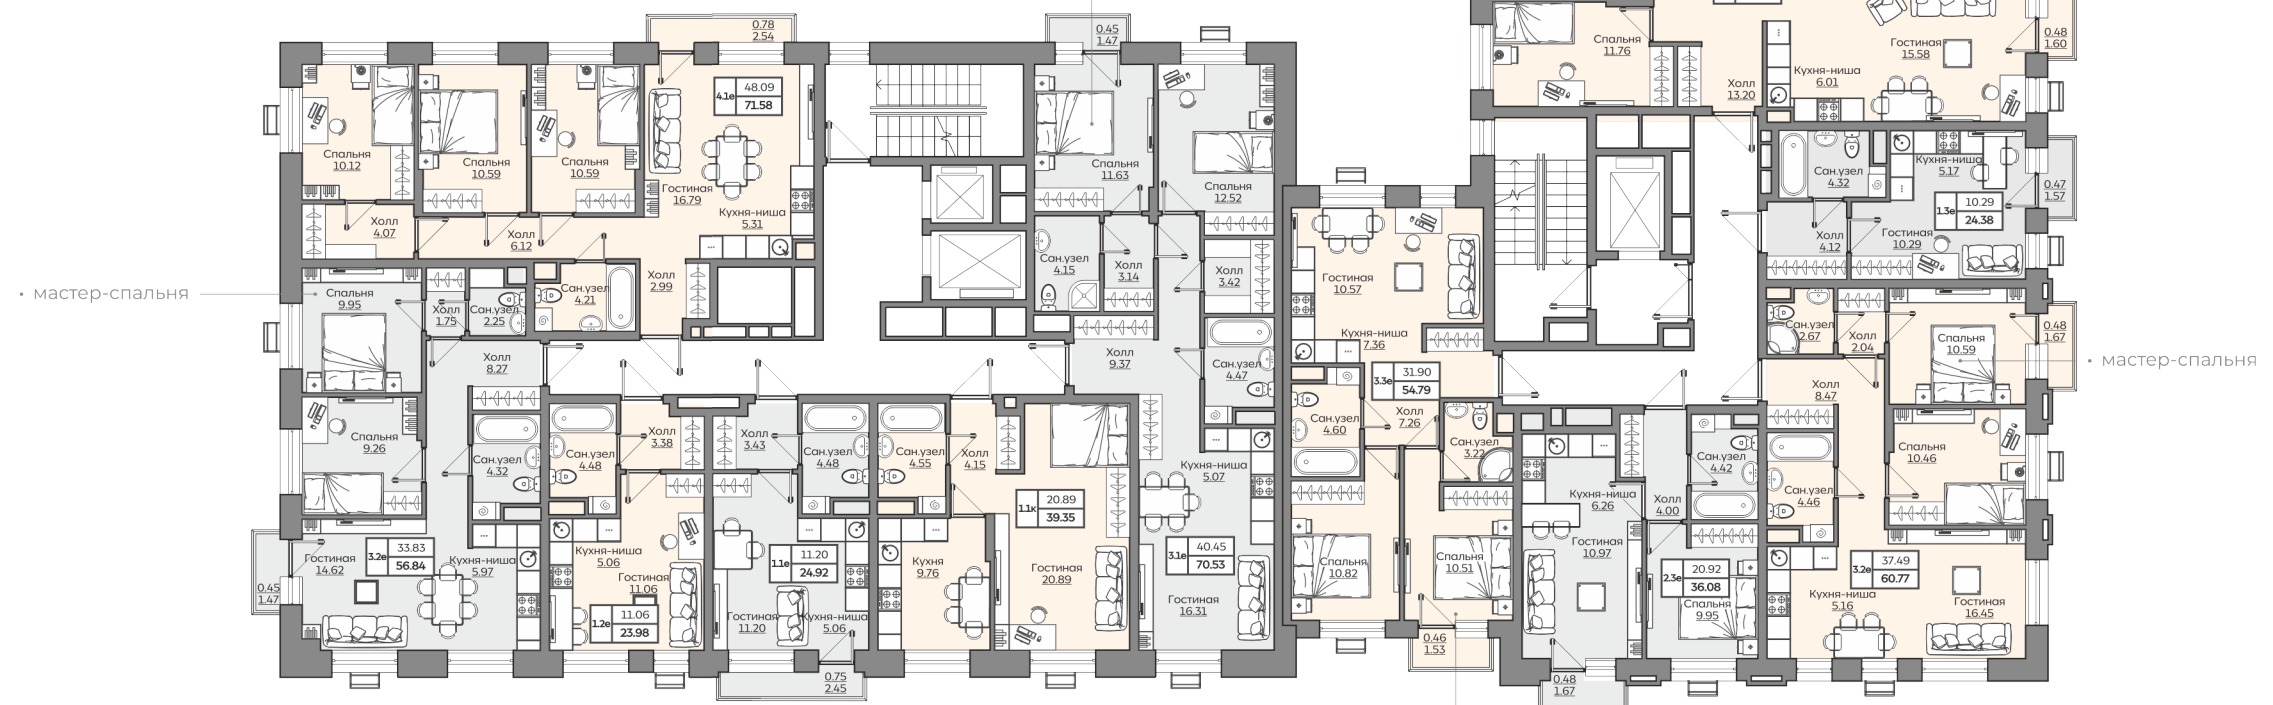 0.78
2.54
48.09
4.1е
71.58
Спальня
10.12
Спальня
10.59
Спальня
10.59
Гостиная
16.79
Кухня-ниша
5.31
Холл
4.07
Холл
6.12
Холл
2.99
Сан.узел
4.21
• мастер-спальня
Спальня
9.95
Холл
1.75
Сан.узел
2.25
Холл
8.27
Спальня
9.26
Сан.узел
4.32
33.83
3.2е
56.84
Гостиная
14.62
Кухня-ниша
5.97
0.45
1.47
Сан.узел
4.48
Холл
3.38
Кухня-ниша
5.06
Гостиная
11.06
11.06
1.2е
23.98
Холл
3.43
Сан.узел
4.48
11.20
1.1е
24.92
Гостиная
11.20
Кухня-ниша
5.06
0.75
2.45
Сан.узел
4.55
Холл
4.15
20.89
1.1к
39.35
Кухня
9.76
Гостиная
20.89
0.45
1.47
Спальня
11.63
Спальня
12.52
Сан.узел
4.15
Холл
3.14
Холл
3.42
Холл
9.37
Сан.узел
4.47
Кухня-ниша
5.07
40.45
3.1е
70.53
Гостиная
16.31
Гостиная
10.57
Кухня-ниша
7.36
31.90
3.3е
54.79
Сан.узел
4.60
Холл
7.26
Сан.узел
3.22
Спальня
10.82
Спальня
10.51
0.46
1.53
Спальня
11.76
Холл
13.20
Гостиная
15.58
Кухня-ниша
6.01
0.48
1.60
Сан.узел
4.32
Кухня-ниша
5.17
10.29
1.3е
24.38
0.47
1.57
Холл
4.12
Гостиная
10.29
Сан.узел
2.67
Холл
2.04
Спальня
10.59
0.48
1.67
• мастер-спальня
Холл
8.47
Спальня
10.46
Сан.узел
4.46
Сан.узел
4.42
Холл
4.00
Кухня-ниша
6.26
Гостиная
10.97
20.92
2.3е
36.08
Спальня
9.95
37.49
3.2е
60.77
Кухня-ниша
5.16
Гостиная
16.45
0.48
1.67